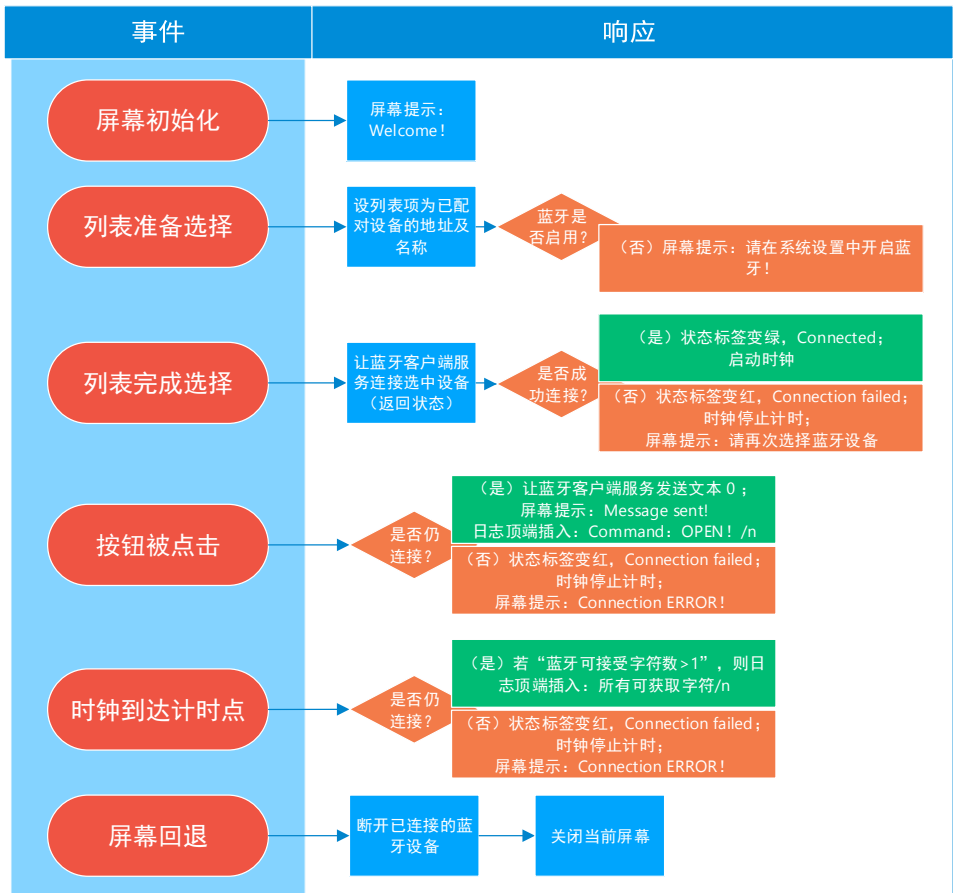 事件
响应
屏幕初始化
屏幕提示：
Welcome！
列表准备选择
设列表项为已配
对设备的地址及
名称
蓝牙是
否启用？
（否）屏幕提示：请在系统设置中开启蓝
牙！
列表完成选择
让蓝牙客户端服
务连接选中设备
（返回状态）
是否成
功连接？
（是）状态标签变绿，Connected；
启动时钟
（否）状态标签变红，Connection failed；
时钟停止计时；
屏幕提示：请再次选择蓝牙设备
按钮被点击
是否仍
连接？
（是）让蓝牙客户端服务发送文本 0 ；
屏幕提示：Message sent!
日志顶端插入：Command：OPEN！/n
（否）状态标签变红，Connection failed；
时钟停止计时；
屏幕提示：Connection ERROR！
时钟到达计时点
是否仍
连接？
（是）若“蓝牙可接受字符数>1”，则日
志顶端插入：所有可获取字符/n
（否）状态标签变红，Connection failed；
时钟停止计时；
屏幕提示：Connection ERROR！
屏幕回退
断开已连接的蓝
牙设备
关闭当前屏幕